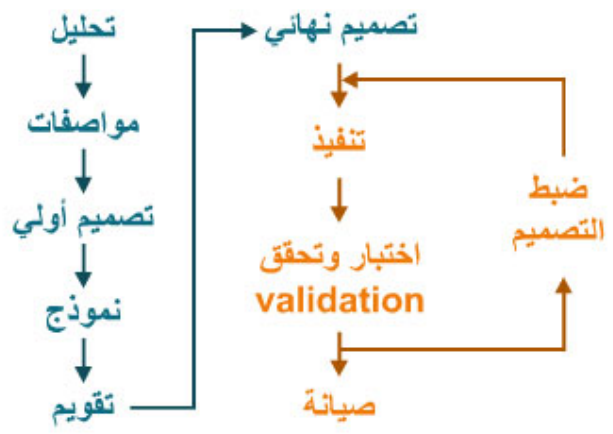 تحليل
مواصفات
تصميم أولي
نموذج
تقويم
تصميم نهائي
تنفيذ
اختبار وتحقق
validation
صيانة
ضبط
التصميم